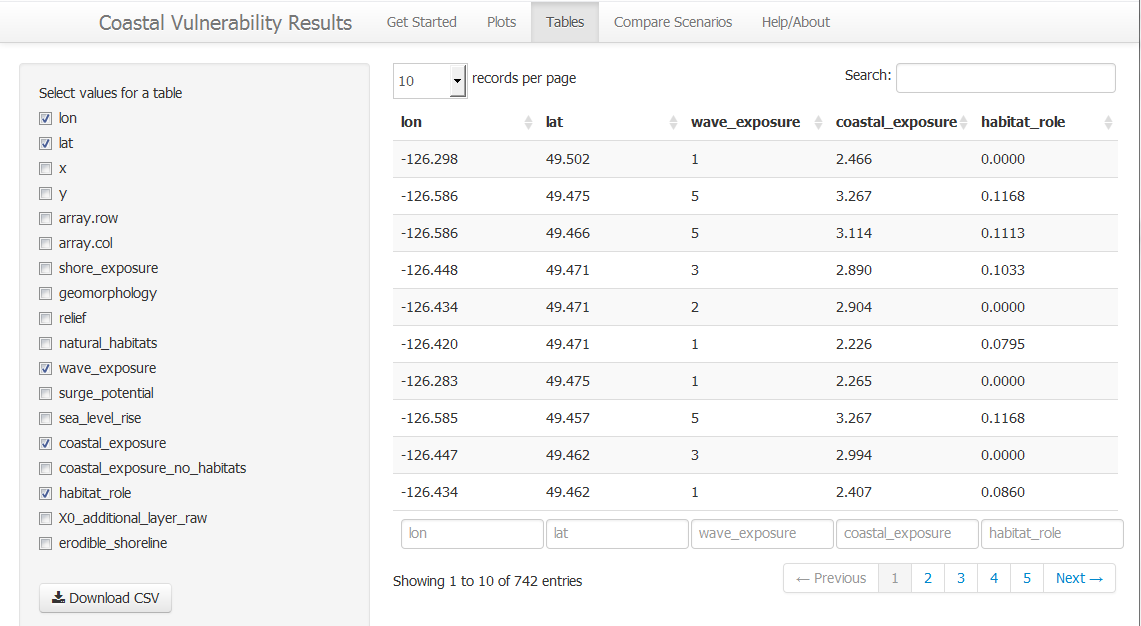 Coastal Vulnerability Results Get Started Plots Tables Compare Scenarios Help/About
Select values for a table
lon
lat
x
y
array.row
array.col
shore_exposure
geomorphology
relief
natural_habitats
wave_exposure
surge_potential
sea_level_rise
coastal_exposure
coastal_exposure_no_habitats
habitat_role
X0_additional_layer_raw
erodible_shoreline
Download CSV
10 records per page Search:
lon lat wave_exposure coastal_exposure habitat_role
-126.298 49.502 1 2.466 0.0000
-126.586 49.475 5 3.267 0.1168
-126.586 49.466 5 3.114 0.1113
-126.448 49.471 3 2.890 0.1033
-126.434 49.471 2 2.904 0.0000
-126.420 49.471 1 2.226 0.0795
-126.283 49.475 1 2.265 0.0000
-126.585 49.457 5 3.267 0.1168
-126.447 49.462 3 2.994 0.0000
-126.434 49.462 1 2.407 0.0860
lon lat wave_exposure coastal_exposure habitat_role
Showing 1 to 10 of 742 entries ← Previous 1 2 3 4 5 Next →